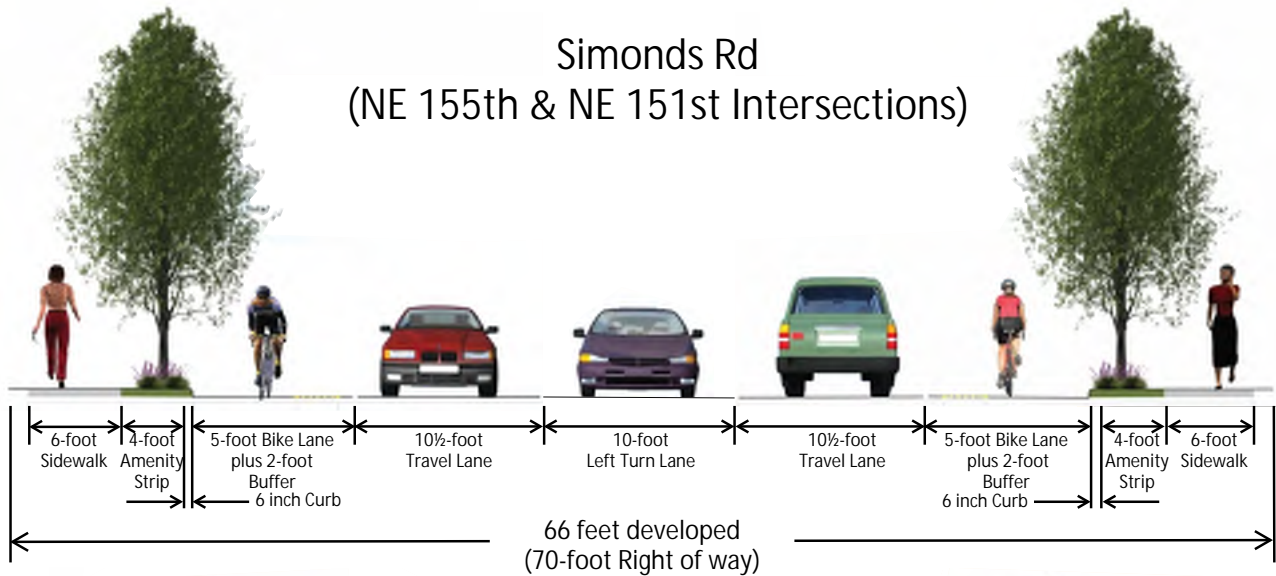 Simonds Rd
(NE 155th & NE 151st Intersections)
6-foot
Sidewalk
4-foot
Amenity
Strip
5-foot Bike Lane
plus 2-foot
Buffer
6 inch Curb
10½-foot
Travel Lane
10-foot
Left Turn Lane
10½-foot
Travel Lane
5-foot Bike Lane
plus 2-foot
Buffer
6 inch Curb
4-foot
Amenity
Strip
6-foot
Sidewalk
66 feet developed
(70-foot Right of way)